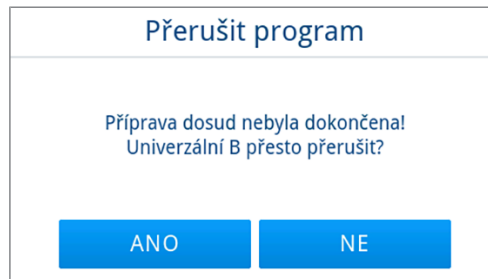 Přerušit program
Příprava dosud nebyla dokončena!
Univerzální B přesto přerušit?
ANO
NE